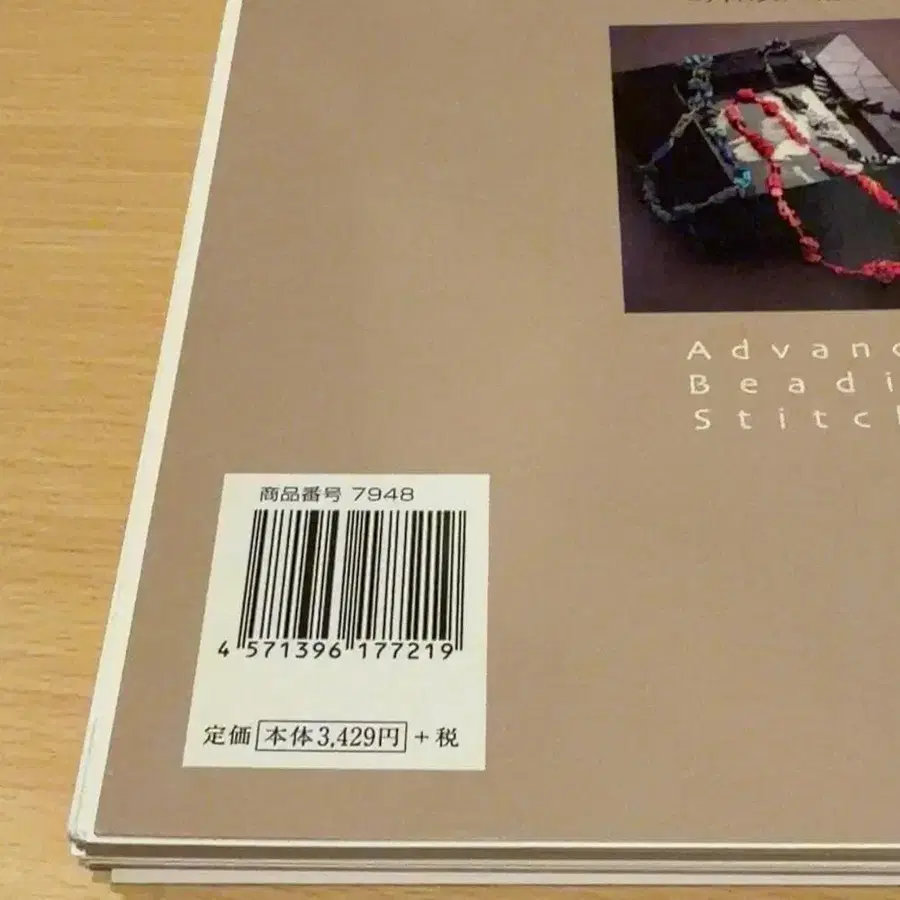 Advanc
Beadi
Stitch
商品番号 7948
4 571396 177219
定価 本体3,429円 + 税